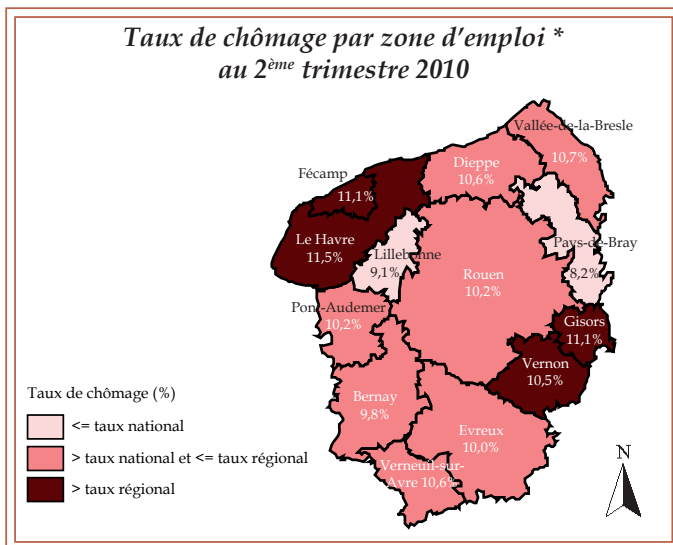 Taux de chômage par zone d'emploi *
au 2ème trimestre 2010
Vallée-de-la-Bresle
10,7%
Dieppe
10,6%
Fécamp
11,1%
Le Havre
11,5%
Lillebonne
9,1%
Pays-de-Bray
8,2%
Rouen
10,2%
Pont-Audemer
10,2%
Gisors
11,1%
Vernon
10,5%
Bernay
9,8%
Evreux
10,0%
Verneuil-sur-
Avre 10,6%
Taux de chômage (%)
<= taux national
> taux national et <= taux régional
> taux régional
N